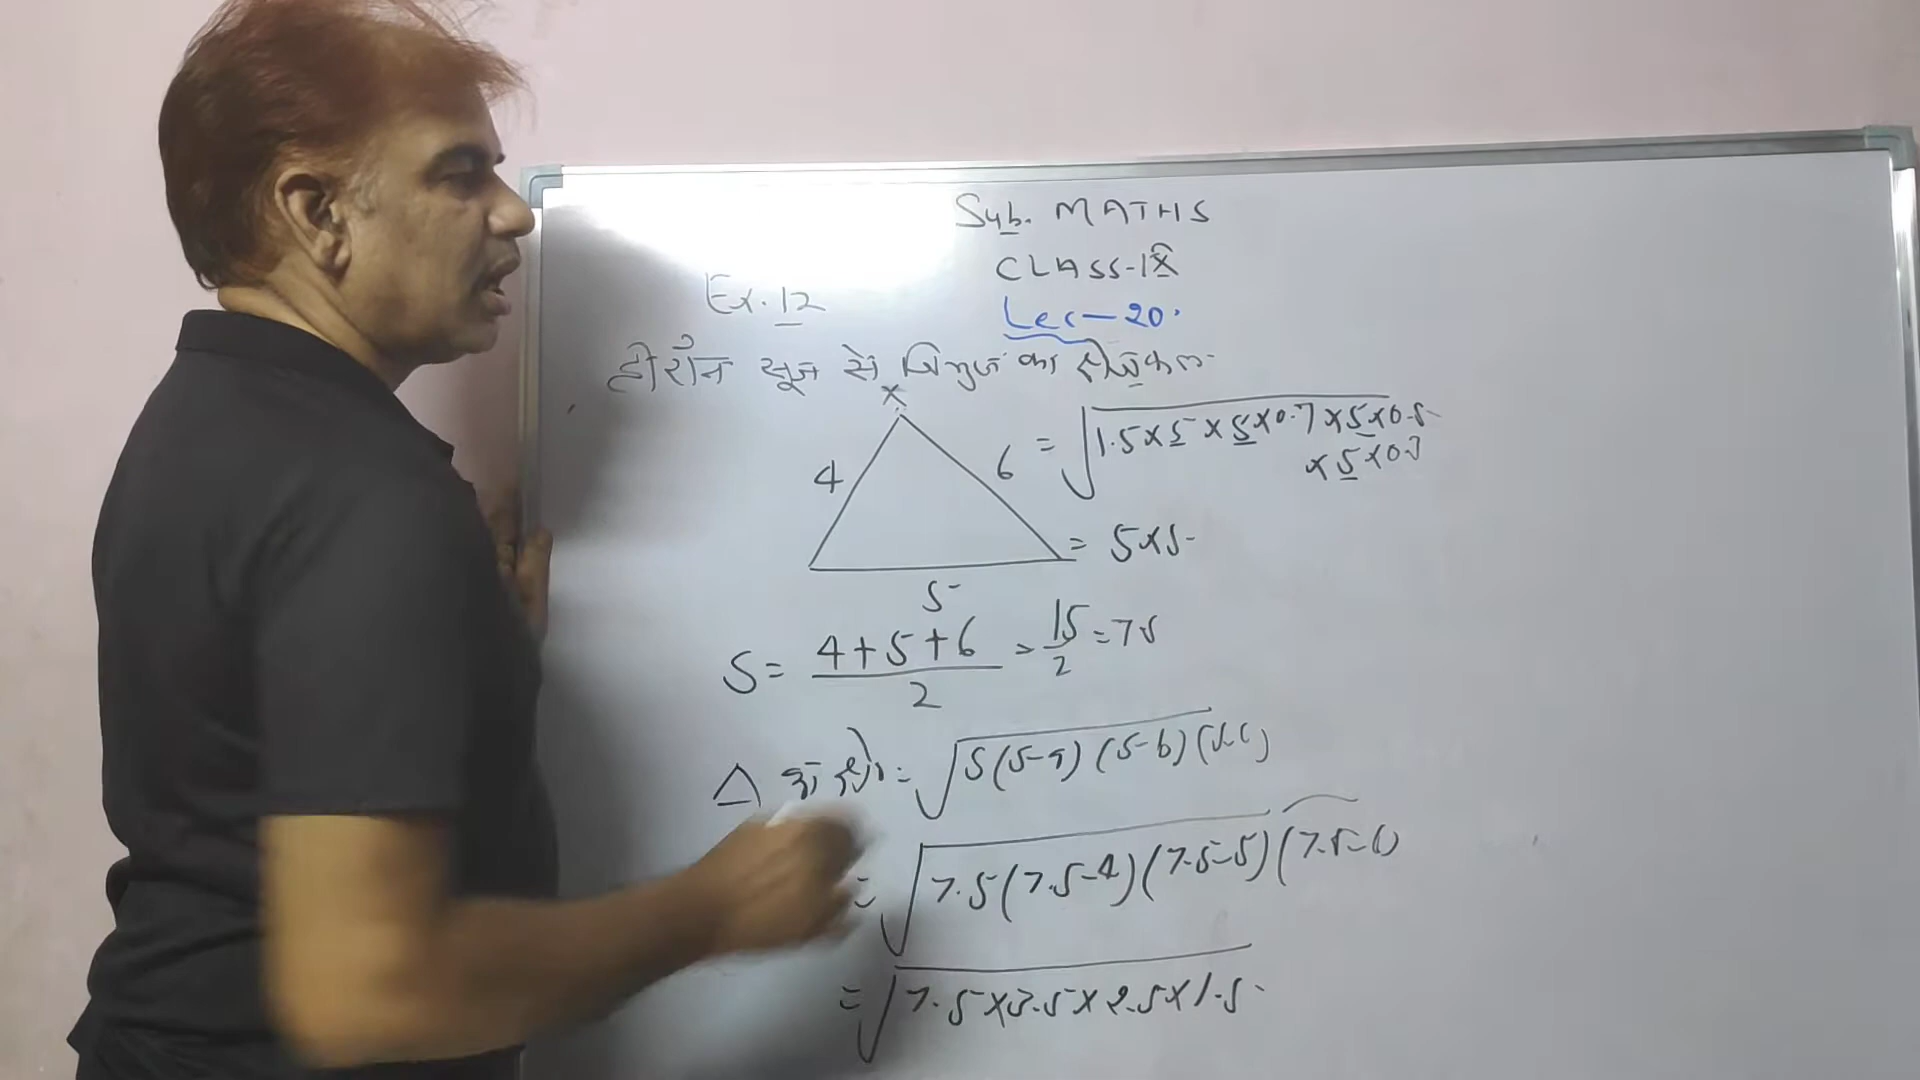 Sub. MATHS
CLASS-IX
Ex. 12
Lec-20.
हीरोन सूत्र से त्रिभुज का क्षेत्रफल
x
4
6
5
= √1.5×5×5×0.7×5×0.5
×5×0.3
= 5×5
S = (4+5+6)/2 = 15/2 = 7.5
△ का क्षे० = √S(S-a)(S-b)(S-c)
= √7.5(7.5-4)(7.5-5)(7.5-6)
= √7.5×3.5×2.5×1.5